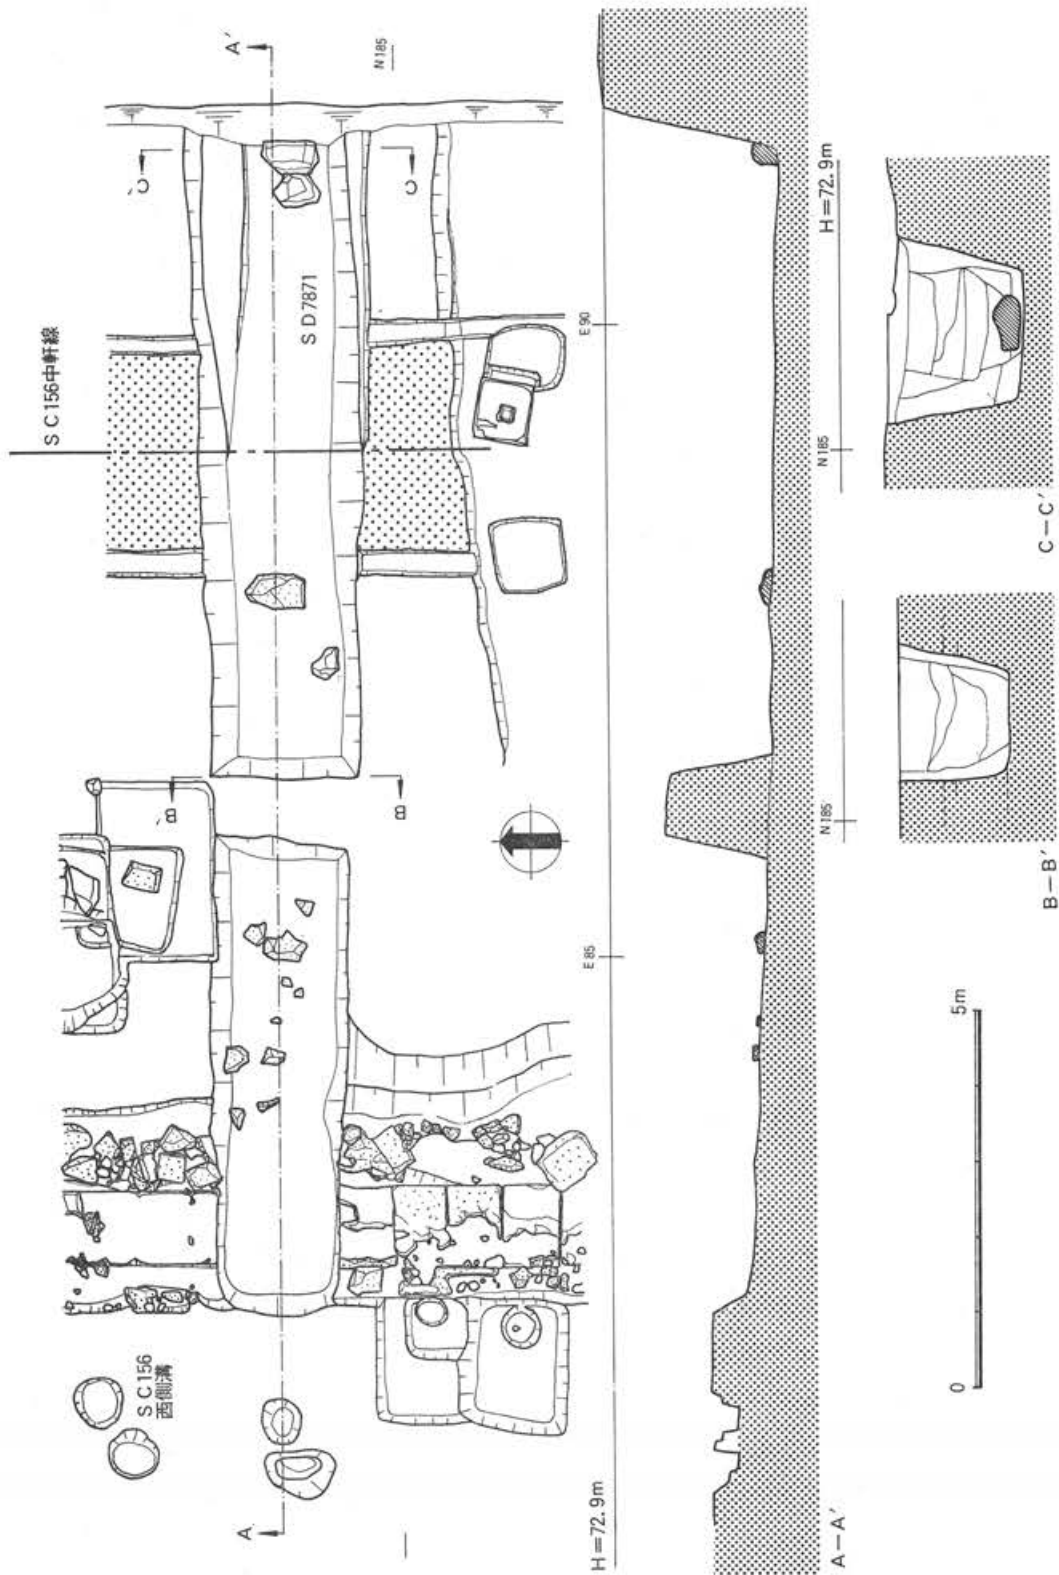 A'
N185
C'
C
SC156中軒線
SD7871
E90
B'
B
E85
SC156
西側溝
A
H=72.9m
A－A'
H=72.9m
N185
C－C'
N185
B－B'
0
5m